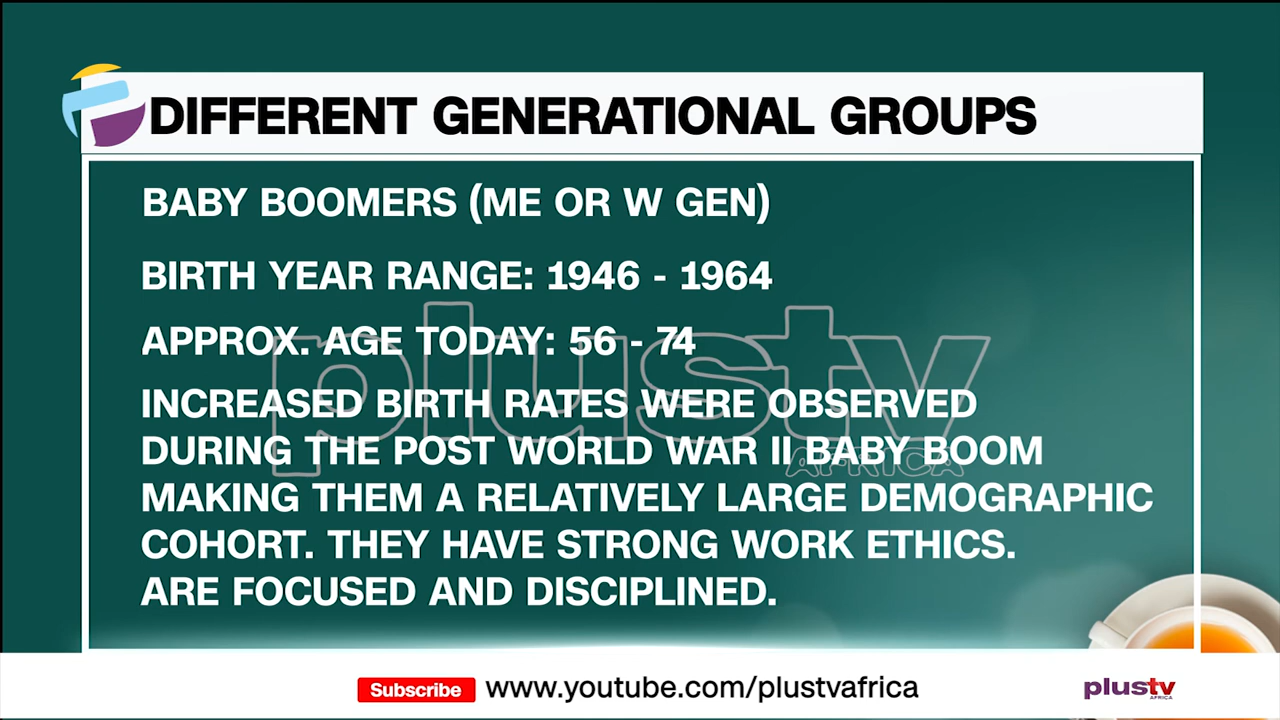 DIFFERENT GENERATIONAL GROUPS
BABY BOOMERS (ME OR W GEN)
BIRTH YEAR RANGE: 1946 - 1964
APPROX. AGE TODAY: 56 - 74
INCREASED BIRTH RATES WERE OBSERVED
DURING THE POST WORLD WAR II BABY BOOM
MAKING THEM A RELATIVELY LARGE DEMOGRAPHIC
COHORT. THEY HAVE STRONG WORK ETHICS.
ARE FOCUSED AND DISCIPLINED.
plustv
AFRICA
Subscribe www.youtube.com/plustvafrica
plustv
AFRICA